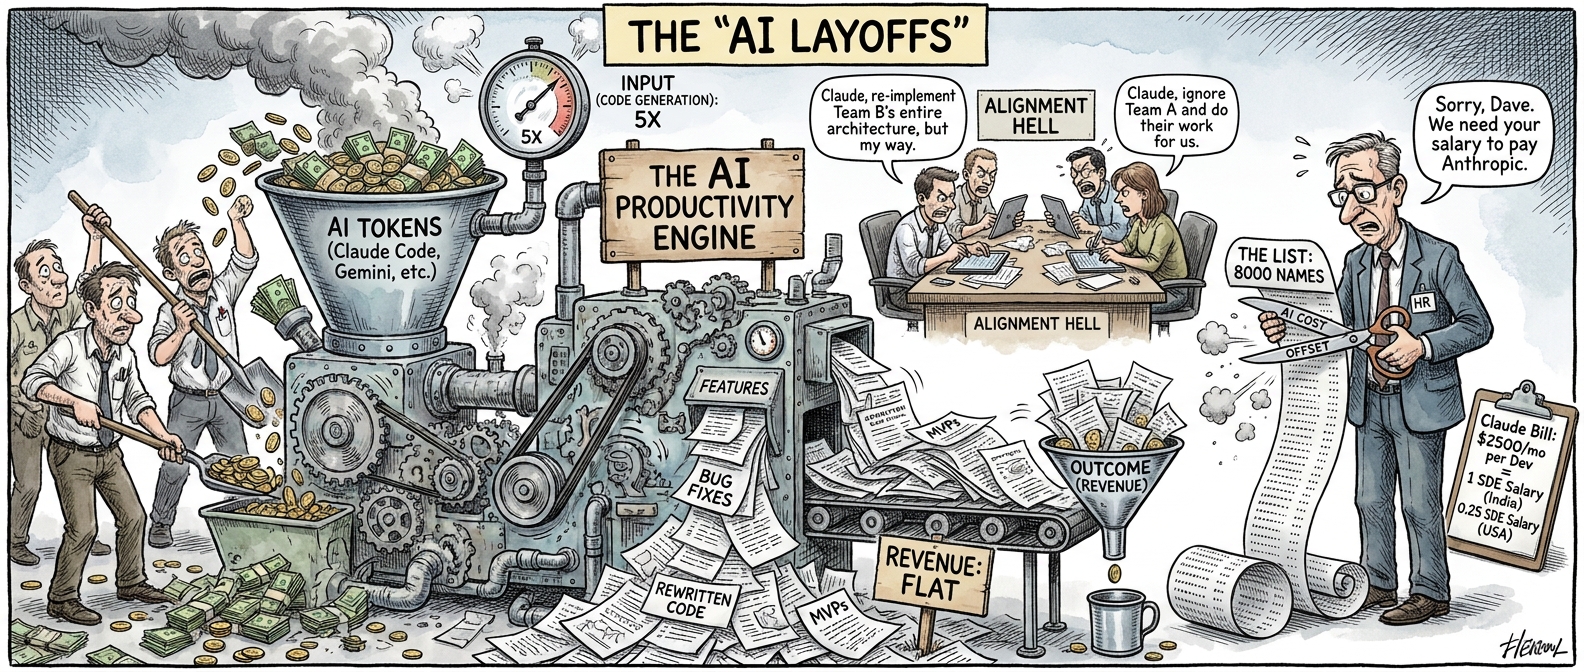 THE "AI LAYOFFS"
INPUT
(CODE GENERATION):
5X
5X
AI TOKENS
(Claude Code,
Gemini, etc.)
THE AI
PRODUCTIVITY
ENGINE
FEATURES
BUG
FIXES
REWRITTEN
CODE
MVPs
MVPs
Claude, re-implement
Team B's entire
architecture, but
my way.
ALIGNMENT
HELL
Claude, ignore
Team A and do
their work
for us.
ALIGNMENT HELL
OUTCOME
(REVENUE)
REVENUE:
FLAT
Sorry, Dave.
We need your
salary to pay
Anthropic.
THE LIST:
8000 NAMES
AI COST
OFFSET
HR
Claude Bill:
$2500/mo
per Dev
=
1 SDE Salary
(India)
0.25 SDE Salary
(USA)